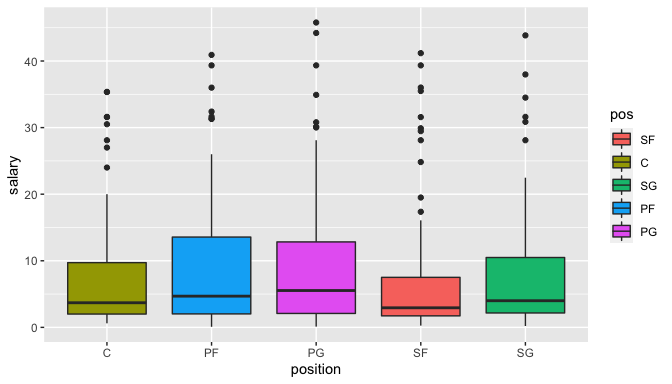 40
30
20
10
0
salary
C PF PG SF SG
position
pos
SF
C
SG
PF
PG